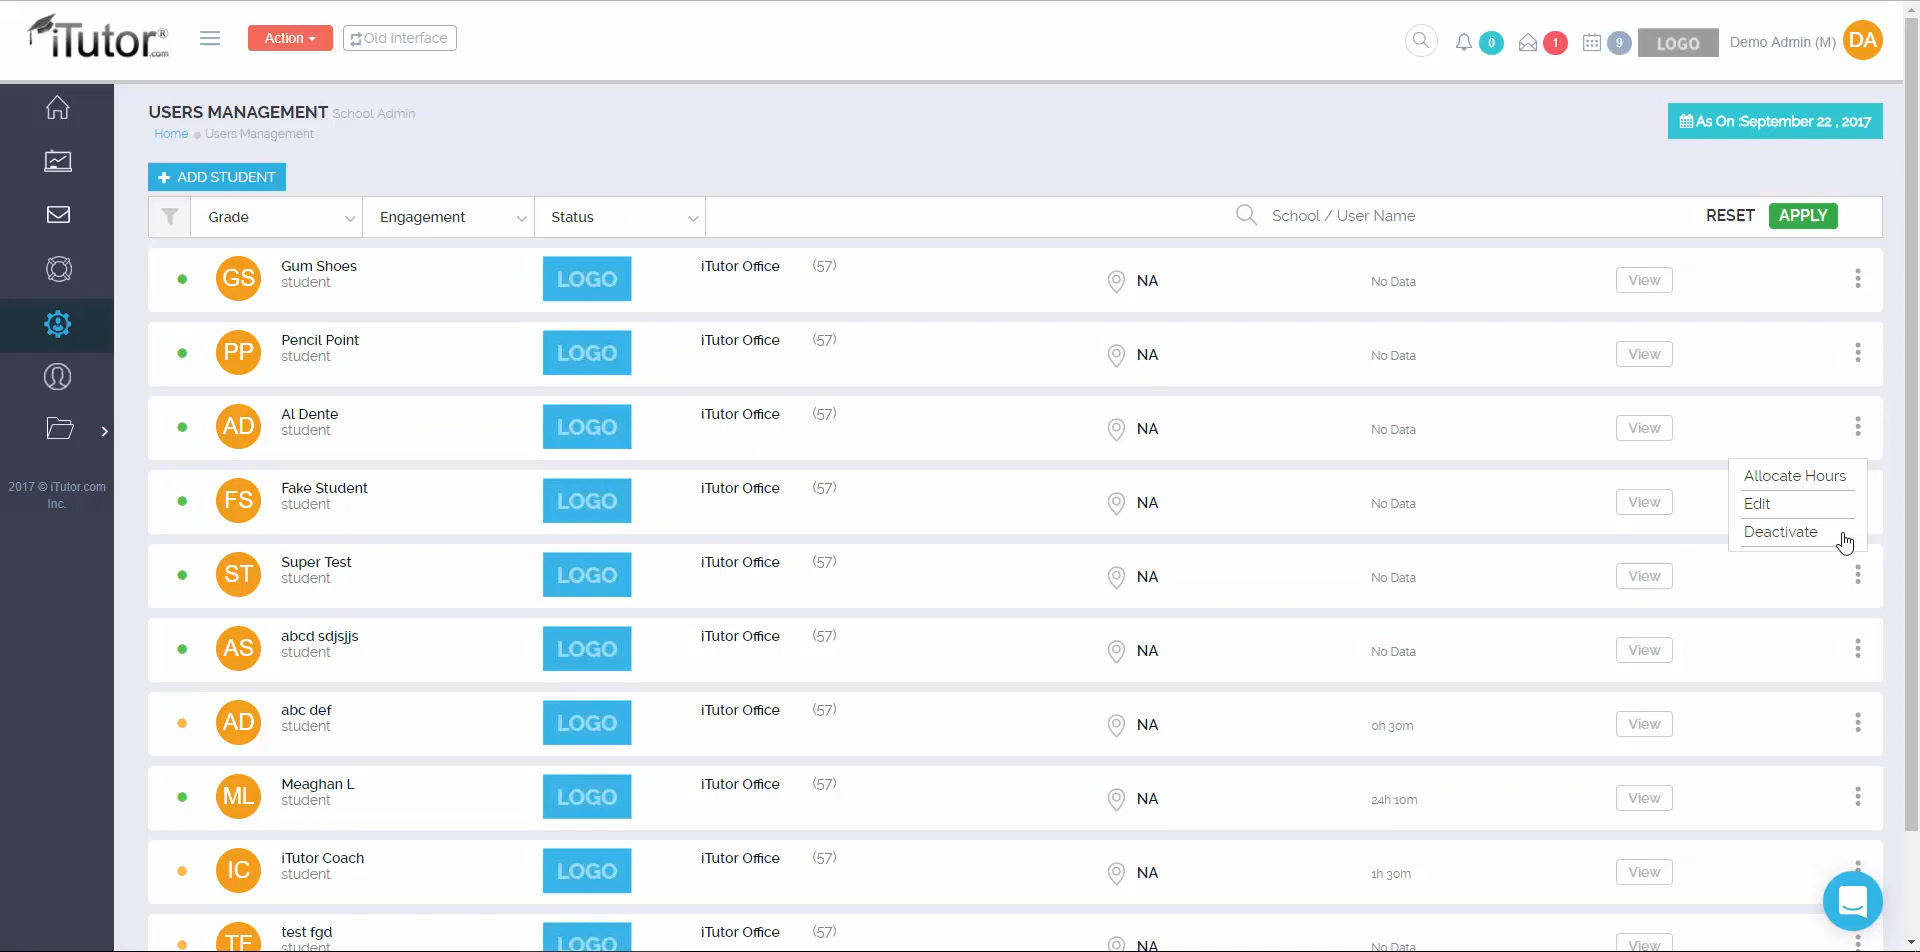 iTutor®.com
Action
Old Interface
0
1
9
LOGO
Demo Admin (M)
DA
USERS MANAGEMENT School Admin
Home Users Management
As On :September 22 , 2017
ADD STUDENT
Grade
Engagement
Status
School / User Name
RESET
APPLY
GS Gum Shoes LOGO iTutor Office (57) NA No Data View
student
PP Pencil Point LOGO iTutor Office (57) NA No Data View
student
AD Al Dente LOGO iTutor Office (57) NA No Data View
student
Allocate Hours
Edit
Deactivate
FS Fake Student LOGO iTutor Office (57) NA No Data View
student
ST Super Test LOGO iTutor Office (57) NA No Data View
student
AS abcd sdjsjjs LOGO iTutor Office (57) NA No Data View
student
AD abc def LOGO iTutor Office (57) NA 0h 30m View
student
ML Meaghan L LOGO iTutor Office (57) NA 24h 10m View
student
IC iTutor Coach LOGO iTutor Office (57) NA 1h 30m View
student
TF test fgd LOGO iTutor Office (57) NA No Data View
student
2017 © iTutor.com
Inc.